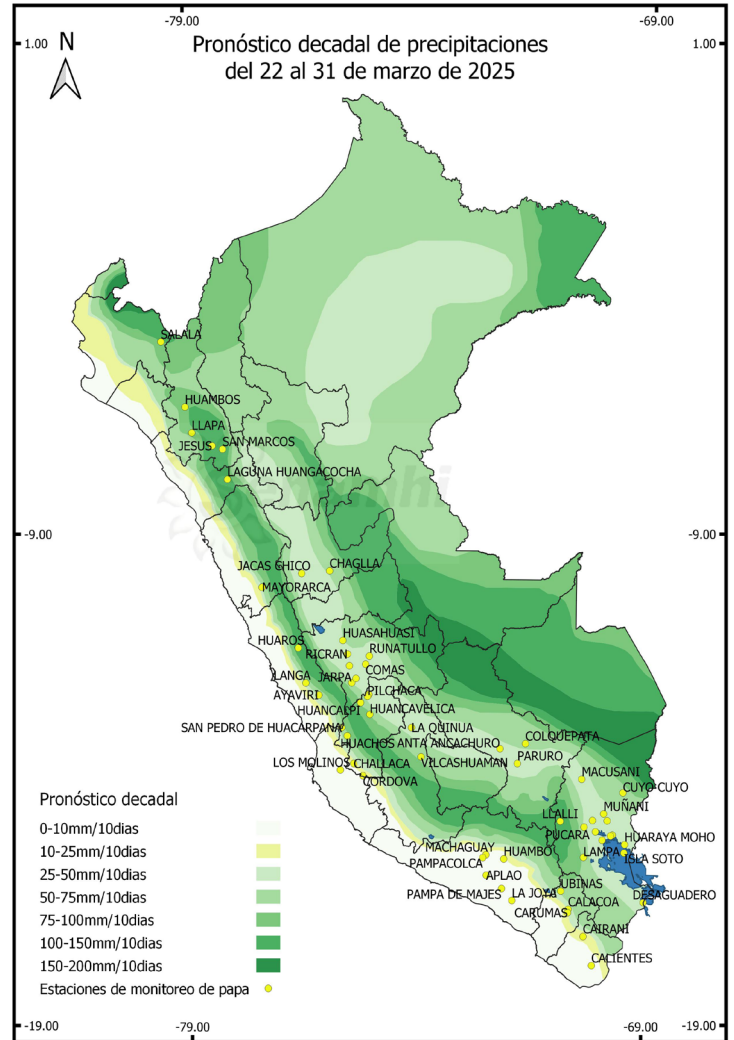 -79.00
-69.00
1.00
N
1.00
Pronóstico decadal de precipitaciones
del 22 al 31 de marzo de 2025
SALALA
HUAMBOS
LLAPA
JESUS
SAN MARCOS
LAGUNA HUANGACOCHA
senamhi
-9.00
-9.00
JACAS CHICO
CHAGLLA
MAYORARCA
HUASAHUASI
HUAROS
RICRAN
RUNATULLO
COMAS
LANGA
JARPA
AYAVIRI
PILCHACA
HUANCALPI
HUANCAVELICA
SAN PEDRO DE HUACARPANA
LA QUINUA
HUACHOS
ANTA ANCACHURO
COLQUEPATA
LOS MOLINOS
CHALLACA
VILCASHUAMAN
PARURO
CORDOVA
MACUSANI
CUYO-CUYO
Pronóstico decadal
MUÑANI
LLALLI
0-10mm/10dias
PUCARA
HUARAYA MOHO
10-25mm/10dias
MACHAGUAY
HUAMBO
LAMPA
ISLA SOTO
PAMPACOLCA
25-50mm/10dias
APLAO
UBINAS
DESAGUADERO
PAMPA DE MAJES
LA JOYA
50-75mm/10dias
CALACOA
CARUMAS
75-100mm/10dias
CAIRANI
100-150mm/10dias
CALIENTES
150-200mm/10dias
Estaciones de monitoreo de papa
-19.00
-19.00
-79.00
-69.00